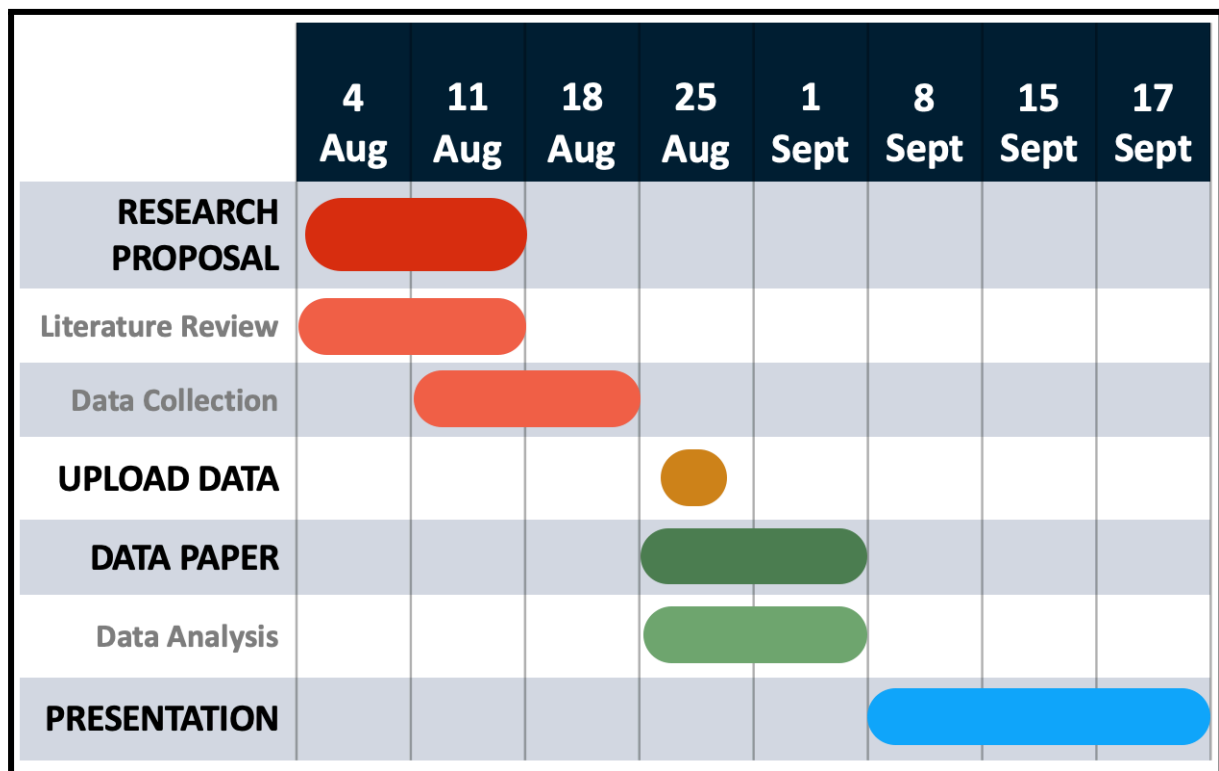 4 11 18 25 1 8 15 17
Aug Aug Aug Aug Sept Sept Sept Sept
RESEARCH
PROPOSAL
Literature Review
Data Collection
UPLOAD DATA
DATA PAPER
Data Analysis
PRESENTATION